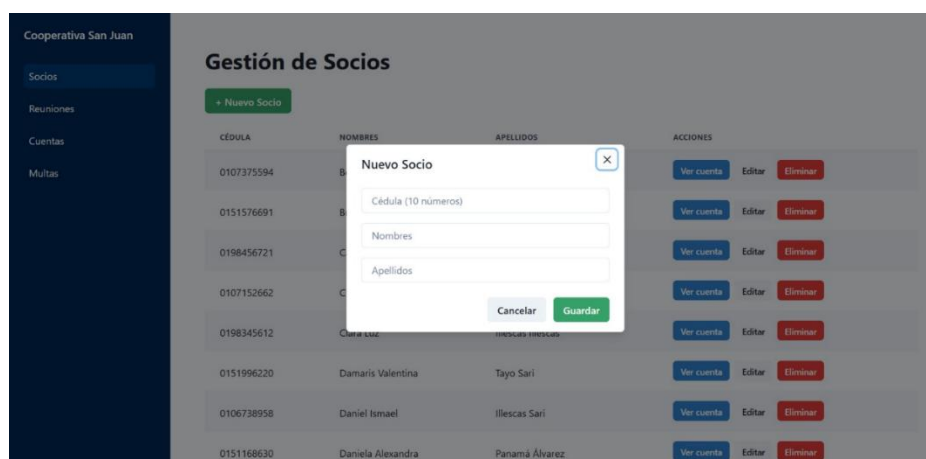 Cooperativa San Juan
Socios
Reuniones
Cuentas
Multas
Gestión de Socios
+ Nuevo Socio
CÉDULA NOMBRES APELLIDOS ACCIONES
0107375594 Ver cuenta Editar Eliminar
0151576691 Ver cuenta Editar Eliminar
0198456721 Ver cuenta Editar Eliminar
0107152662 Ver cuenta Editar Eliminar
0198345612 Clara Luz Illescas Illescas Ver cuenta Editar Eliminar
0151996220 Damaris Valentina Tayo Sari Ver cuenta Editar Eliminar
0106738958 Daniel Ismael Illescas Sari Ver cuenta Editar Eliminar
0151168630 Daniela Alexandra Panamá Álvarez Ver cuenta Editar Eliminar
Nuevo Socio
Cédula (10 números)
Nombres
Apellidos
Cancelar Guardar